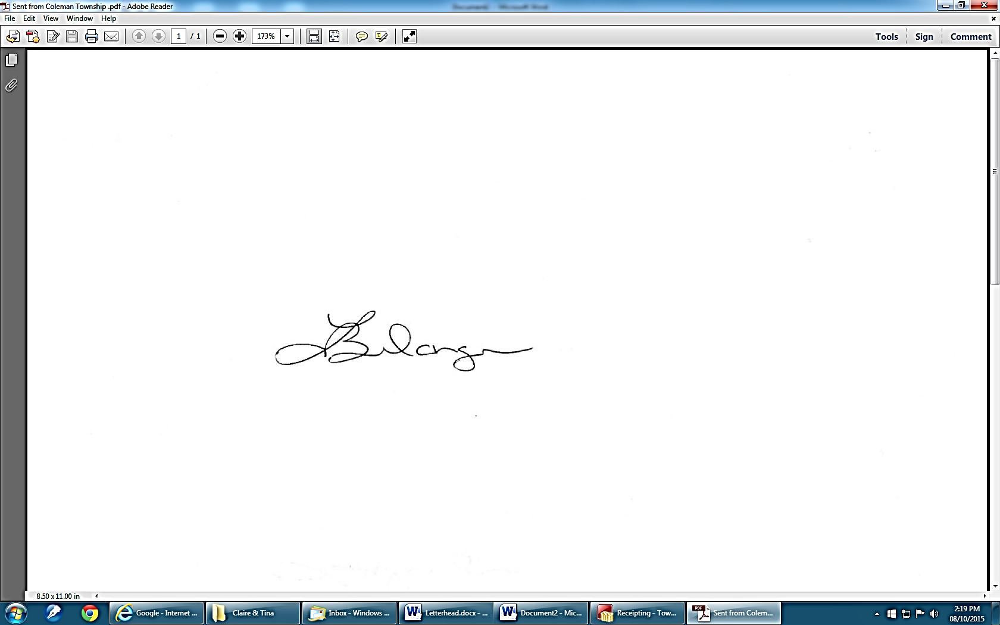 Sent from Coleman Township .pdf - Adobe Reader
File Edit View Window Help
1 / 1 173% Tools Sign Comment
Belanger
8.50 x 11.00 in
Google - Internet ... Claire & Tina Inbox - Windows ... Letterhead.docx - ... Document2 - Mic... Receipting - Tow... Sent from Colem... 2:19 PM
08/10/2015